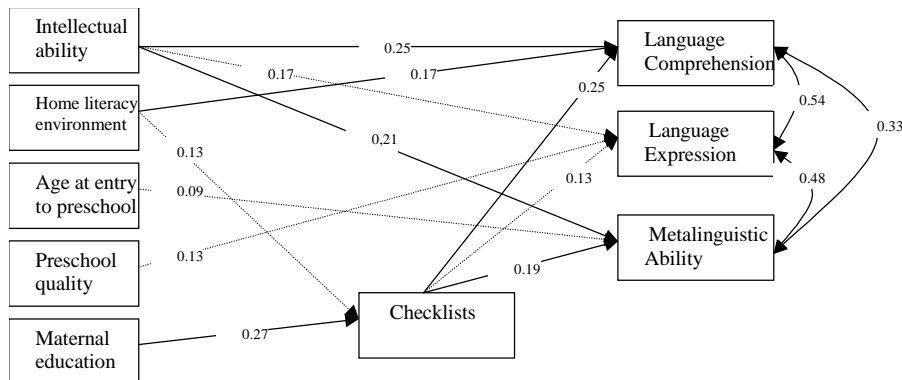 Intellectual
ability
Home literacy
environment
Age at entry
to preschool
Preschool
quality
Maternal
education
0.25
0.17
0.17
0.13
0,21
0.09
0.13
0.27
0.25
0.13
0.19
Checklists
Language
Comprehension
Language
Expression
Metalinguistic
Ability
0.54
0.33
0.48